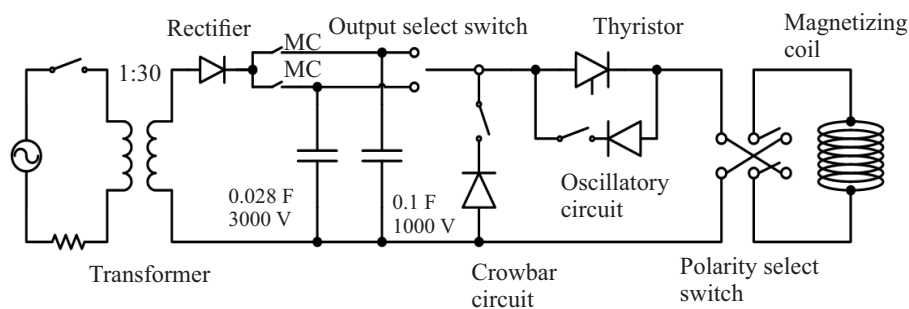 Rectifier
Output select switch
Thyristor
Magnetizing
coil
MC
MC
1:30
0.028 F
3000 V
0.1 F
1000 V
Oscillatory
circuit
Transformer
Crowbar
circuit
Polarity select
switch